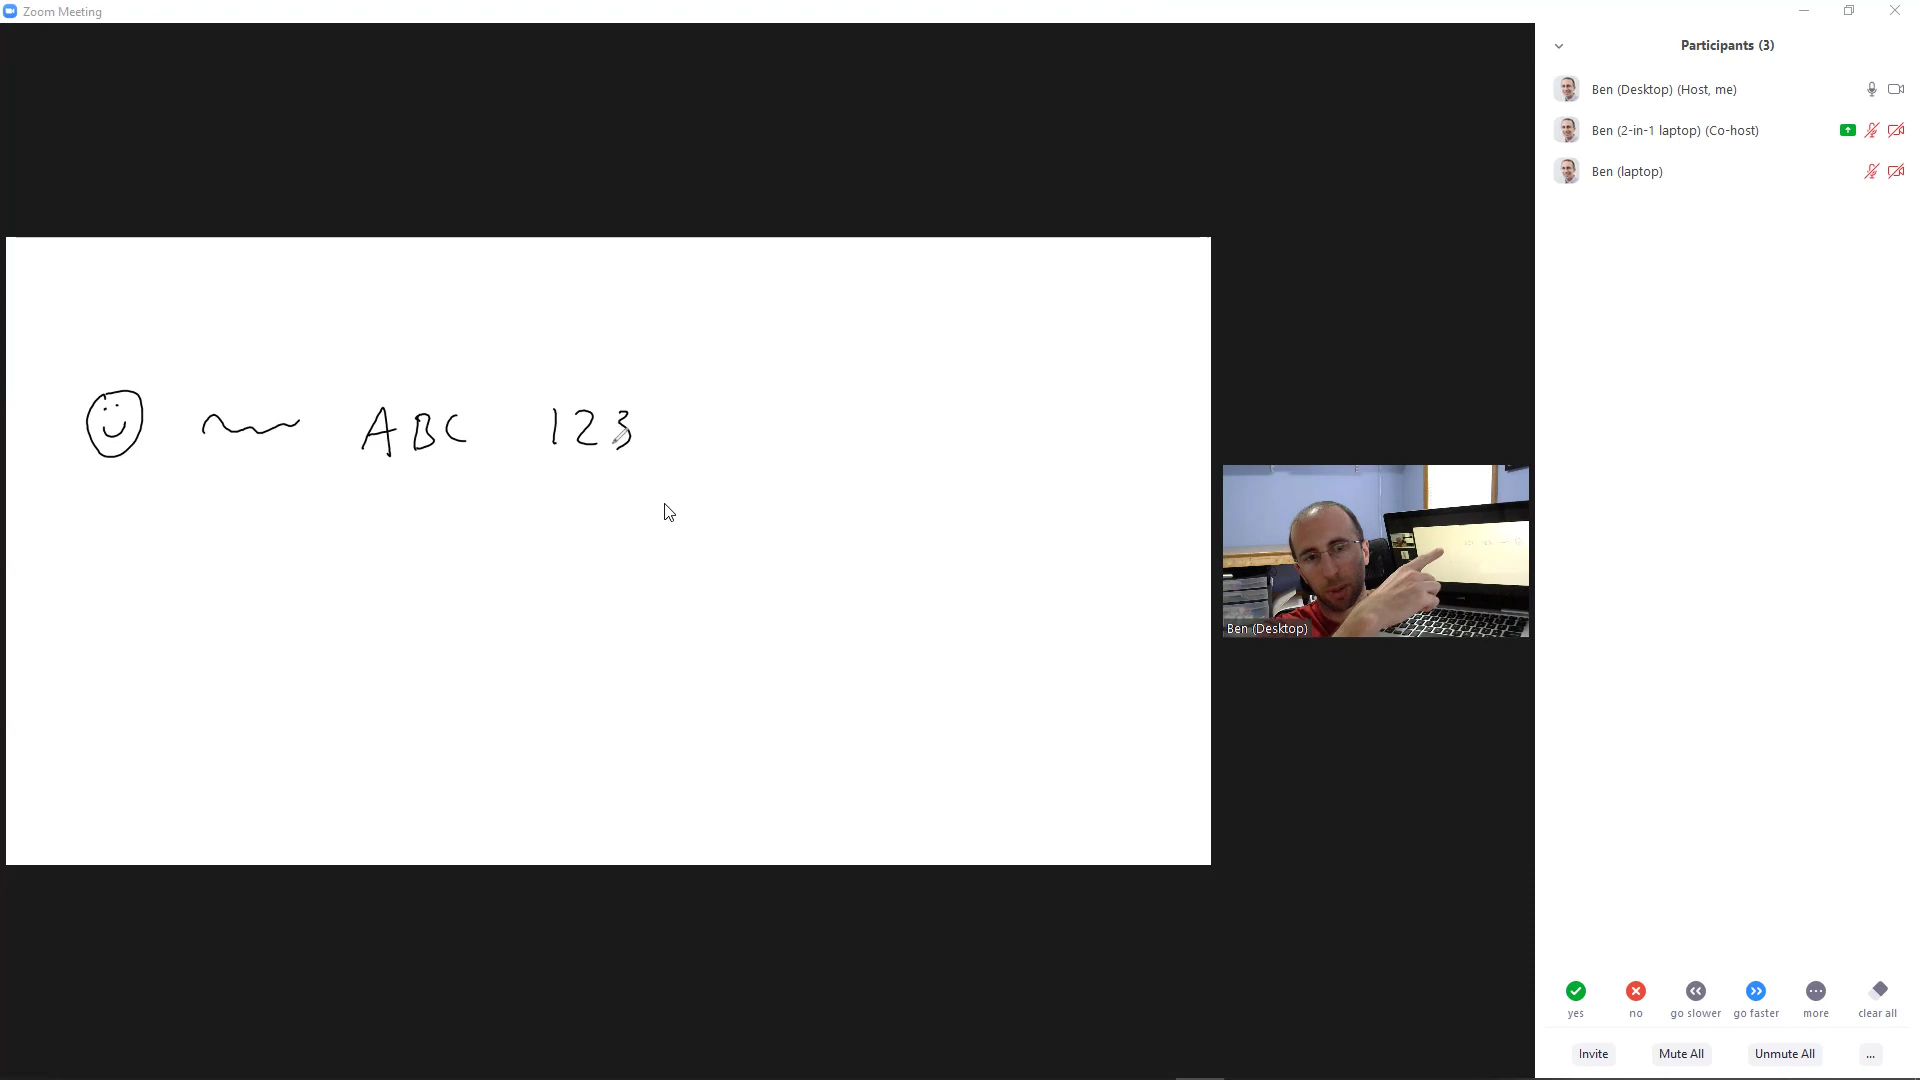 Zoom Meeting
Participants (3)
Ben (Desktop) (Host, me)
Ben (2-in-1 laptop) (Co-host)
Ben (laptop)
ABC 123
Ben (Desktop)
yes no go slower go faster more clear all
Invite Mute All Unmute All ...